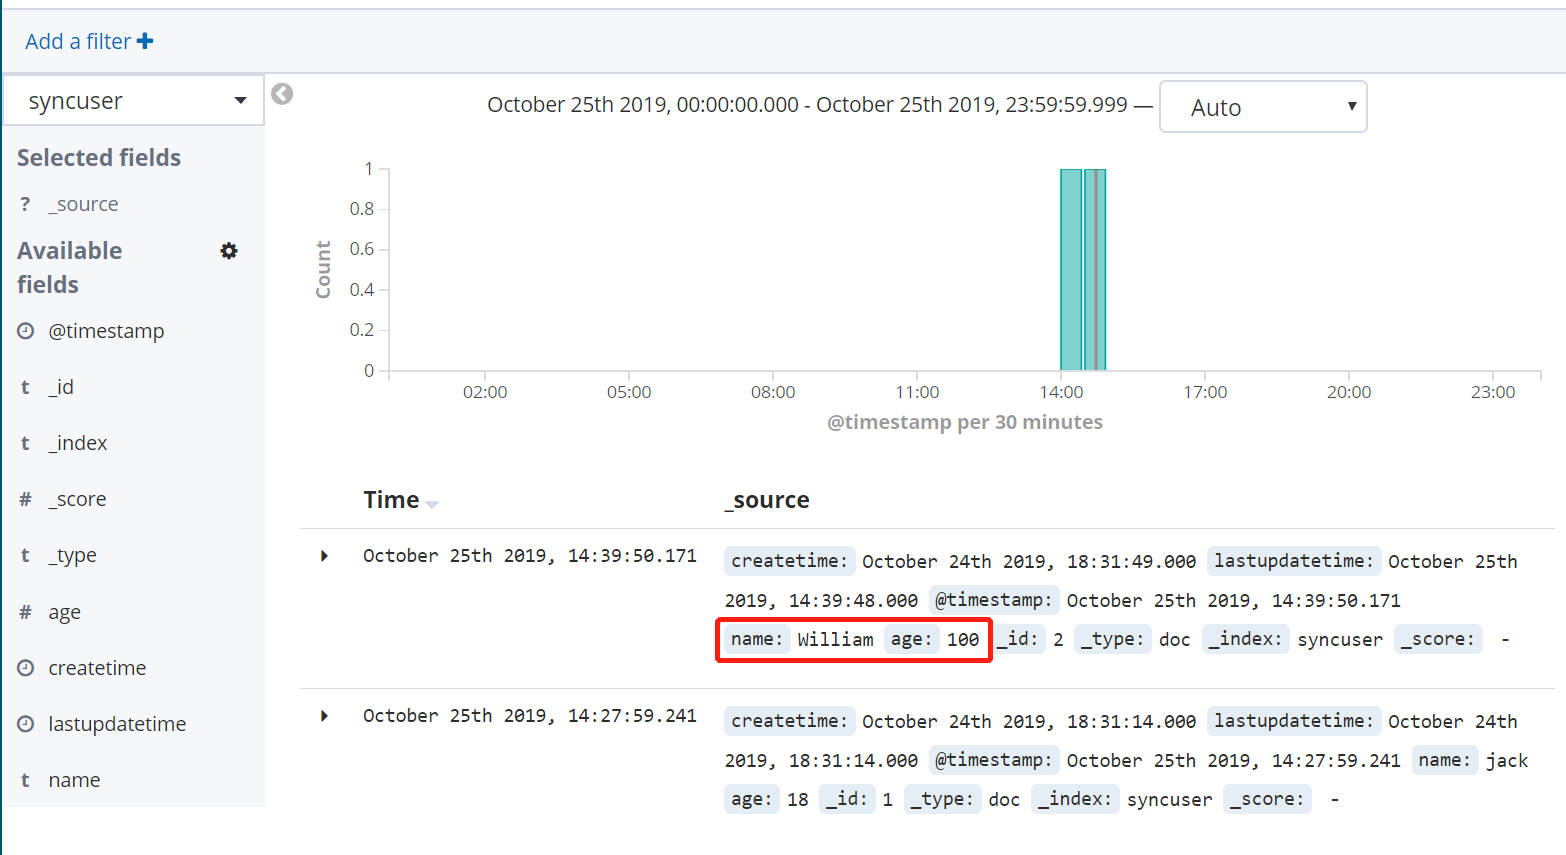 Add a filter
syncuser
October 25th 2019, 00:00:00.000 - October 25th 2019, 23:59:59.999 — Auto
Selected fields
? _source
Available
fields
@timestamp
t _id
t _index
# _score
t _type
# age
createtime
lastupdatetime
t name
Count
1
0.8
0.6
0.4
0.2
0
02:00 05:00 08:00 11:00 14:00 17:00 20:00 23:00
@timestamp per 30 minutes
Time _source
October 25th 2019, 14:39:50.171
createtime: October 24th 2019, 18:31:49.000 lastupdatetime: October 25th
2019, 14:39:48.000 @timestamp: October 25th 2019, 14:39:50.171
name: William age: 100 _id: 2 _type: doc _index: syncuser _score: -
October 25th 2019, 14:27:59.241
createtime: October 24th 2019, 18:31:14.000 lastupdatetime: October 24th
2019, 18:31:14.000 @timestamp: October 25th 2019, 14:27:59.241 name: jack
age: 18 _id: 1 _type: doc _index: syncuser _score: -